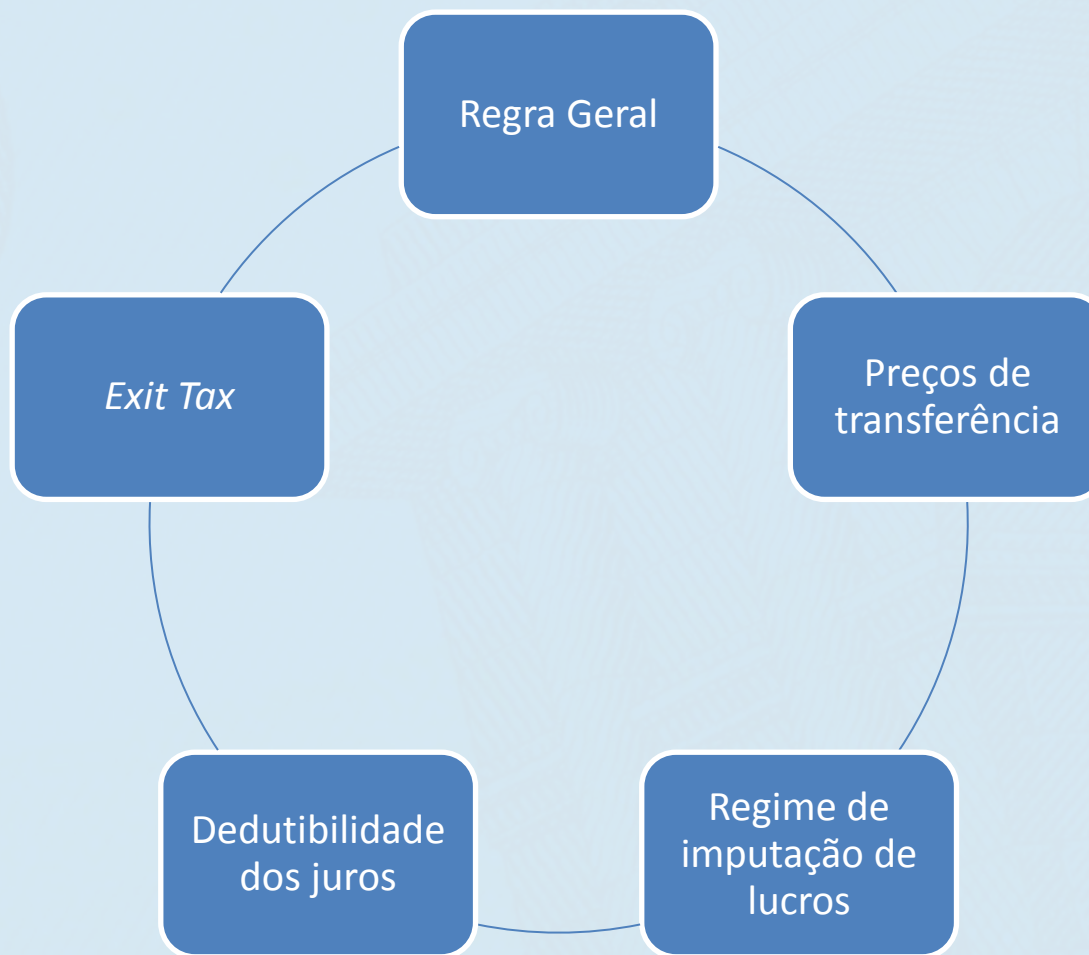 Regra Geral
Preços de
transferência
Regime de
imputação de
lucros
Dedutibilidade
dos juros
Exit Tax